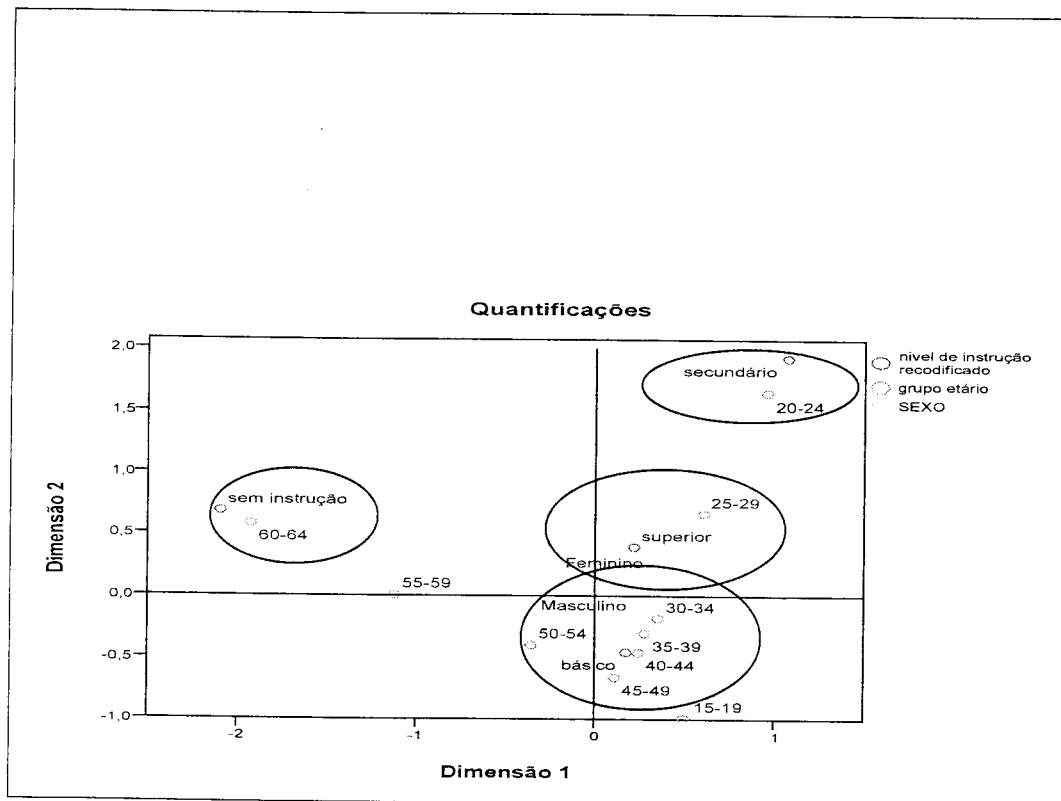 Quantificações
2,0
1,5
1,0
0,5
0,0
-0,5
-1,0
Dimensão 2
secundário
20-24
25-29
superior
Feminino
sem instrução
60-64
55-59
Masculino
30-34
50-54
35-39
básico
40-44
45-49
15-19
-2
-1
0
1
Dimensão 1
nivel de instrução
recodificado
grupo etário
SEXO